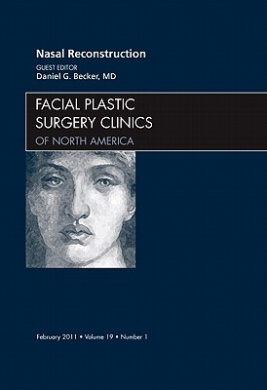 Nasal Reconstruction
GUEST EDITOR
Daniel G. Becker, MD
FACIAL PLASTIC
SURGERY CLINICS
OF NORTH AMERICA
February 2011 • Volume 19 • Number 1